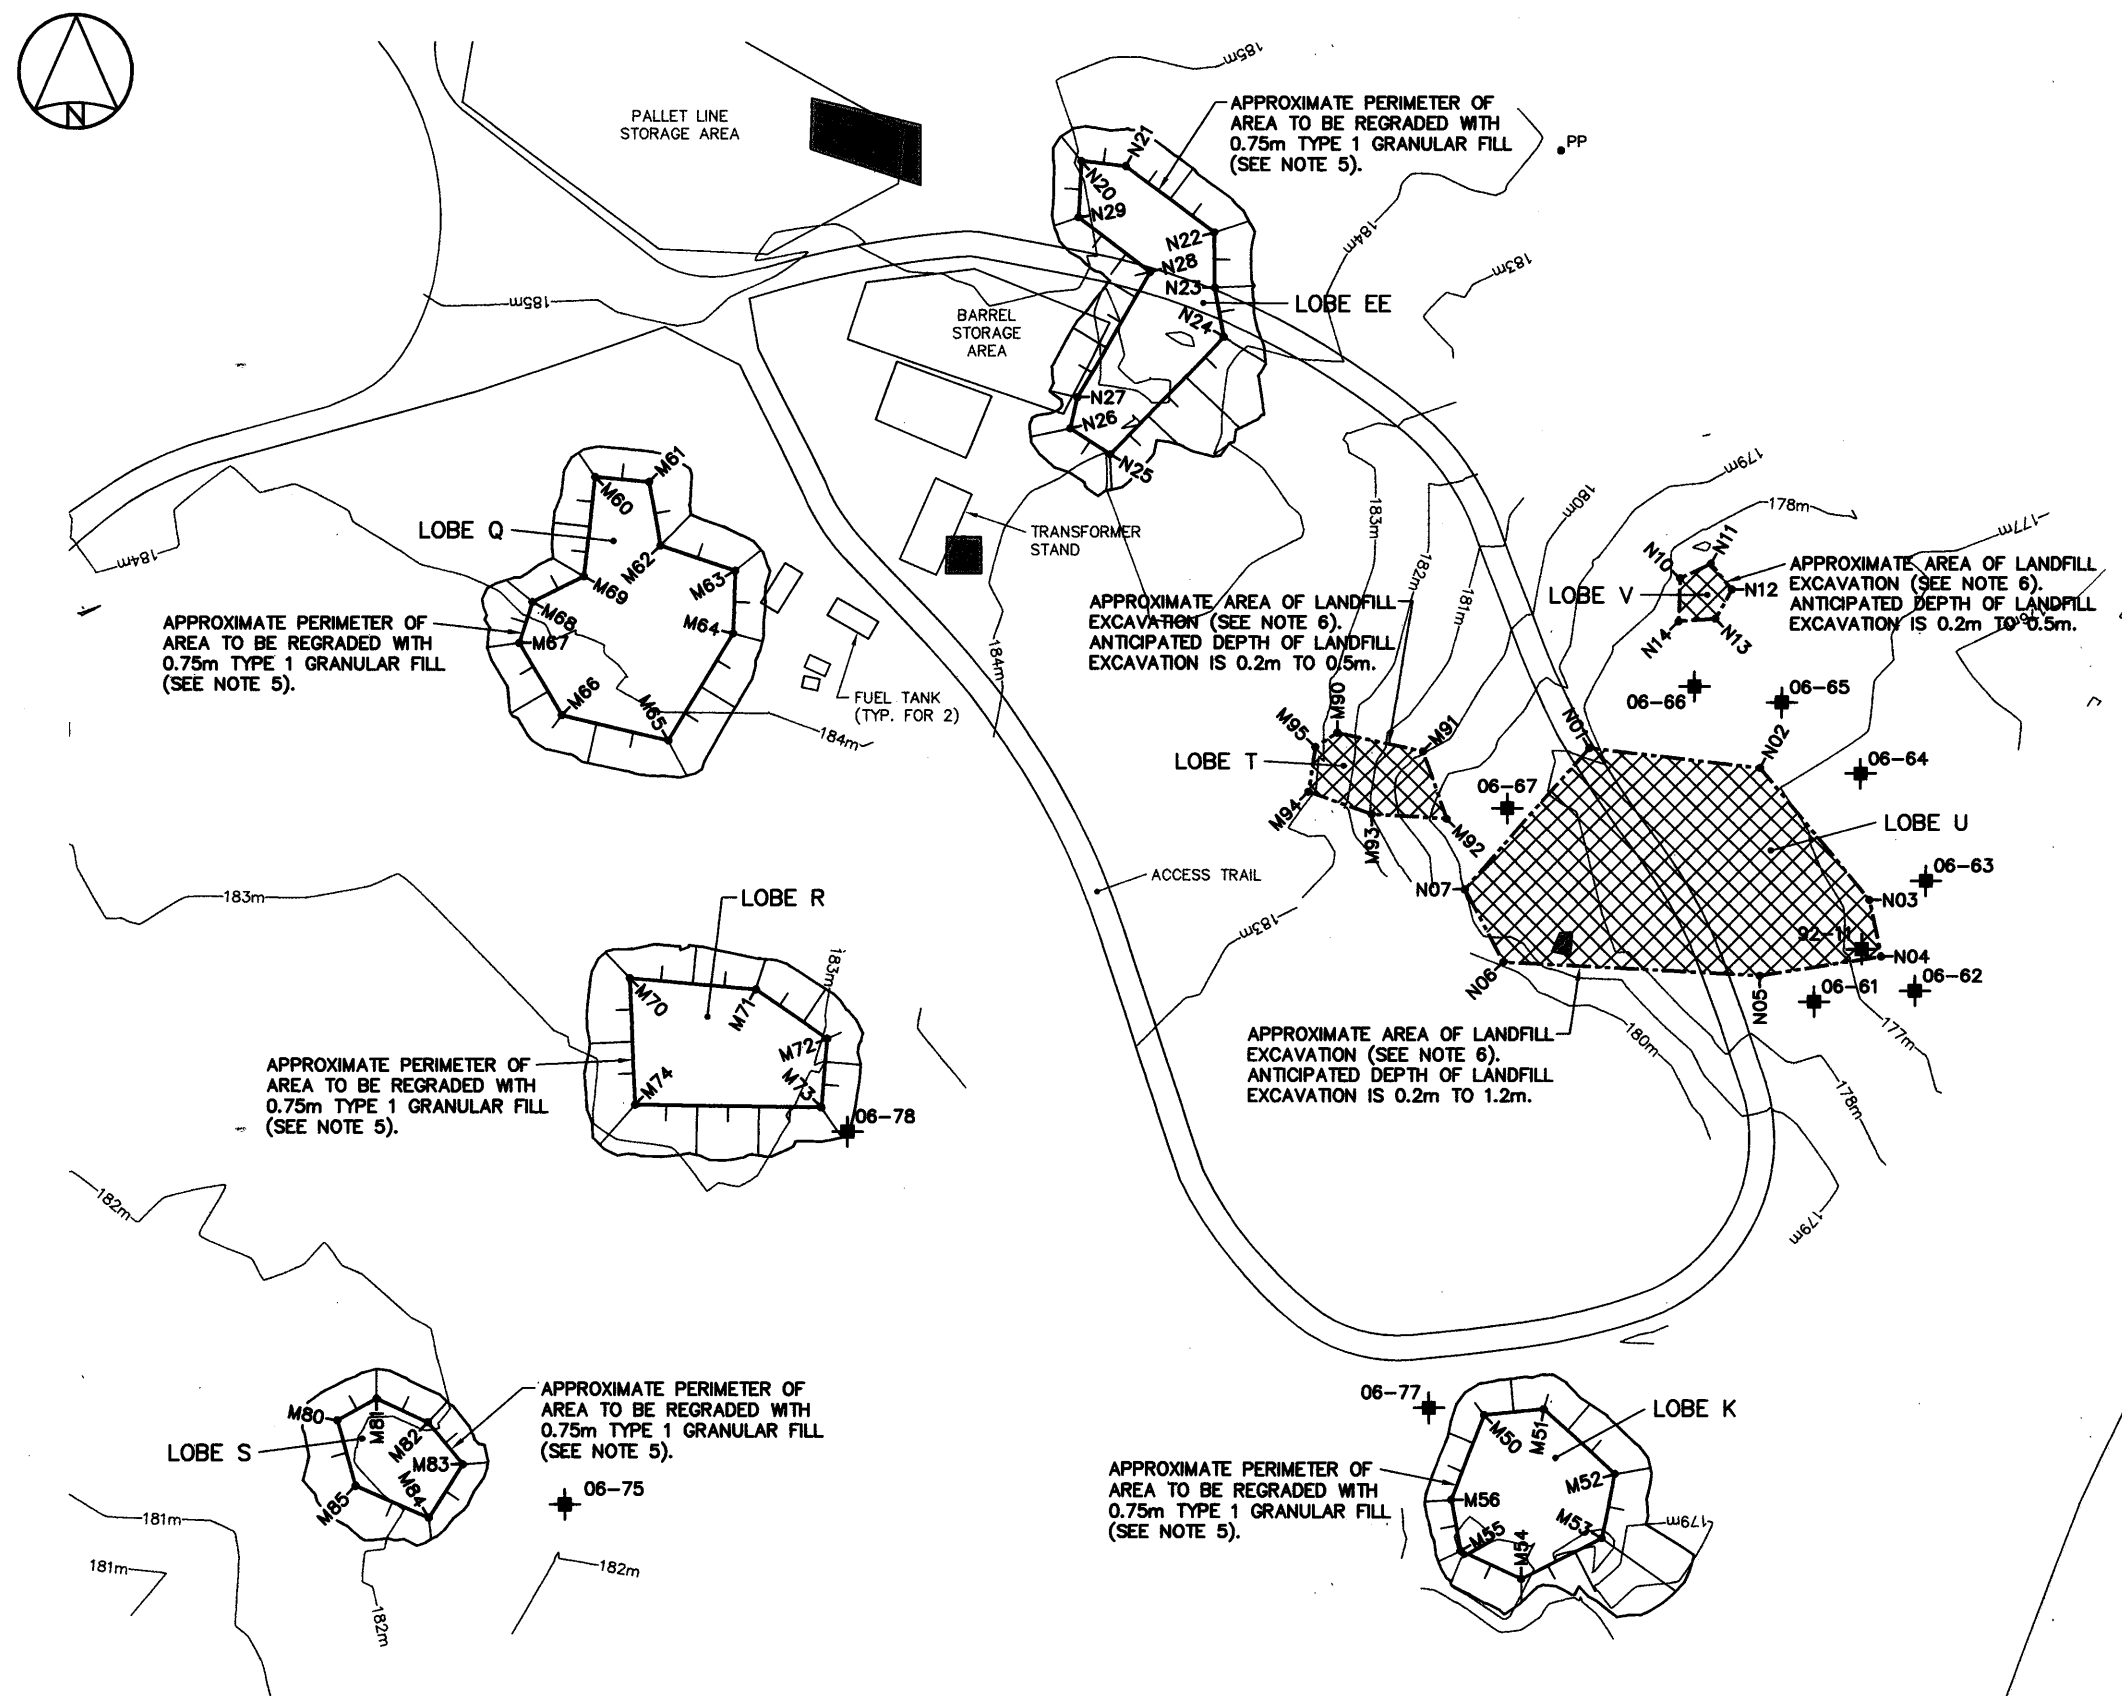 N
PALLET LINE
STORAGE AREA
185m
APPROXIMATE PERIMETER OF
AREA TO BE REGRADED WITH
0.75m TYPE 1 GRANULAR FILL
(SEE NOTE 5).
PP
N21
N20
N29
N22
N28
N23
N24
LOBE EE
184m
183m
185m
BARREL
STORAGE
AREA
N27
N26
N25
M61
M60
LOBE Q
M62
M63
M69
M68
M64
M67
M66
M65
184m
APPROXIMATE PERIMETER OF
AREA TO BE REGRADED WITH
0.75m TYPE 1 GRANULAR FILL
(SEE NOTE 5).
TRANSFORMER
STAND
FUEL TANK
(TYP. FOR 2)
184m
184m
183m
182m
181m
180m
179m
178m
177m
N10
N11
N12
LOBE V
N14
N13
APPROXIMATE AREA OF LANDFILL
EXCAVATION (SEE NOTE 6).
ANTICIPATED DEPTH OF LANDFILL
EXCAVATION IS 0.2m TO 0.5m.
APPROXIMATE AREA OF LANDFILL
EXCAVATION (SEE NOTE 6).
ANTICIPATED DEPTH OF LANDFILL
EXCAVATION IS 0.2m TO 0.5m.
06-66
06-65
M90
M95
M91
LOBE T
M94
M93
M92
06-67
N01
N02
06-64
LOBE U
06-63
N07
N03
92-11
N04
06-62
N06
N05
06-61
177m
ACCESS TRAIL
183m
183m
LOBE R
183m
M70
M71
M72
M74
M73
06-78
APPROXIMATE PERIMETER OF
AREA TO BE REGRADED WITH
0.75m TYPE 1 GRANULAR FILL
(SEE NOTE 5).
APPROXIMATE AREA OF LANDFILL
EXCAVATION (SEE NOTE 6).
ANTICIPATED DEPTH OF LANDFILL
EXCAVATION IS 0.2m TO 1.2m.
180m
178m
179m
182m
M80
M81
M82
M83
M84
M85
LOBE S
APPROXIMATE PERIMETER OF
AREA TO BE REGRADED WITH
0.75m TYPE 1 GRANULAR FILL
(SEE NOTE 5).
06-75
181m
181m
182m
182m
06-77
M50
M51
LOBE K
M52
M56
M55
M54
M53
179m
APPROXIMATE PERIMETER OF
AREA TO BE REGRADED WITH
0.75m TYPE 1 GRANULAR FILL
(SEE NOTE 5).